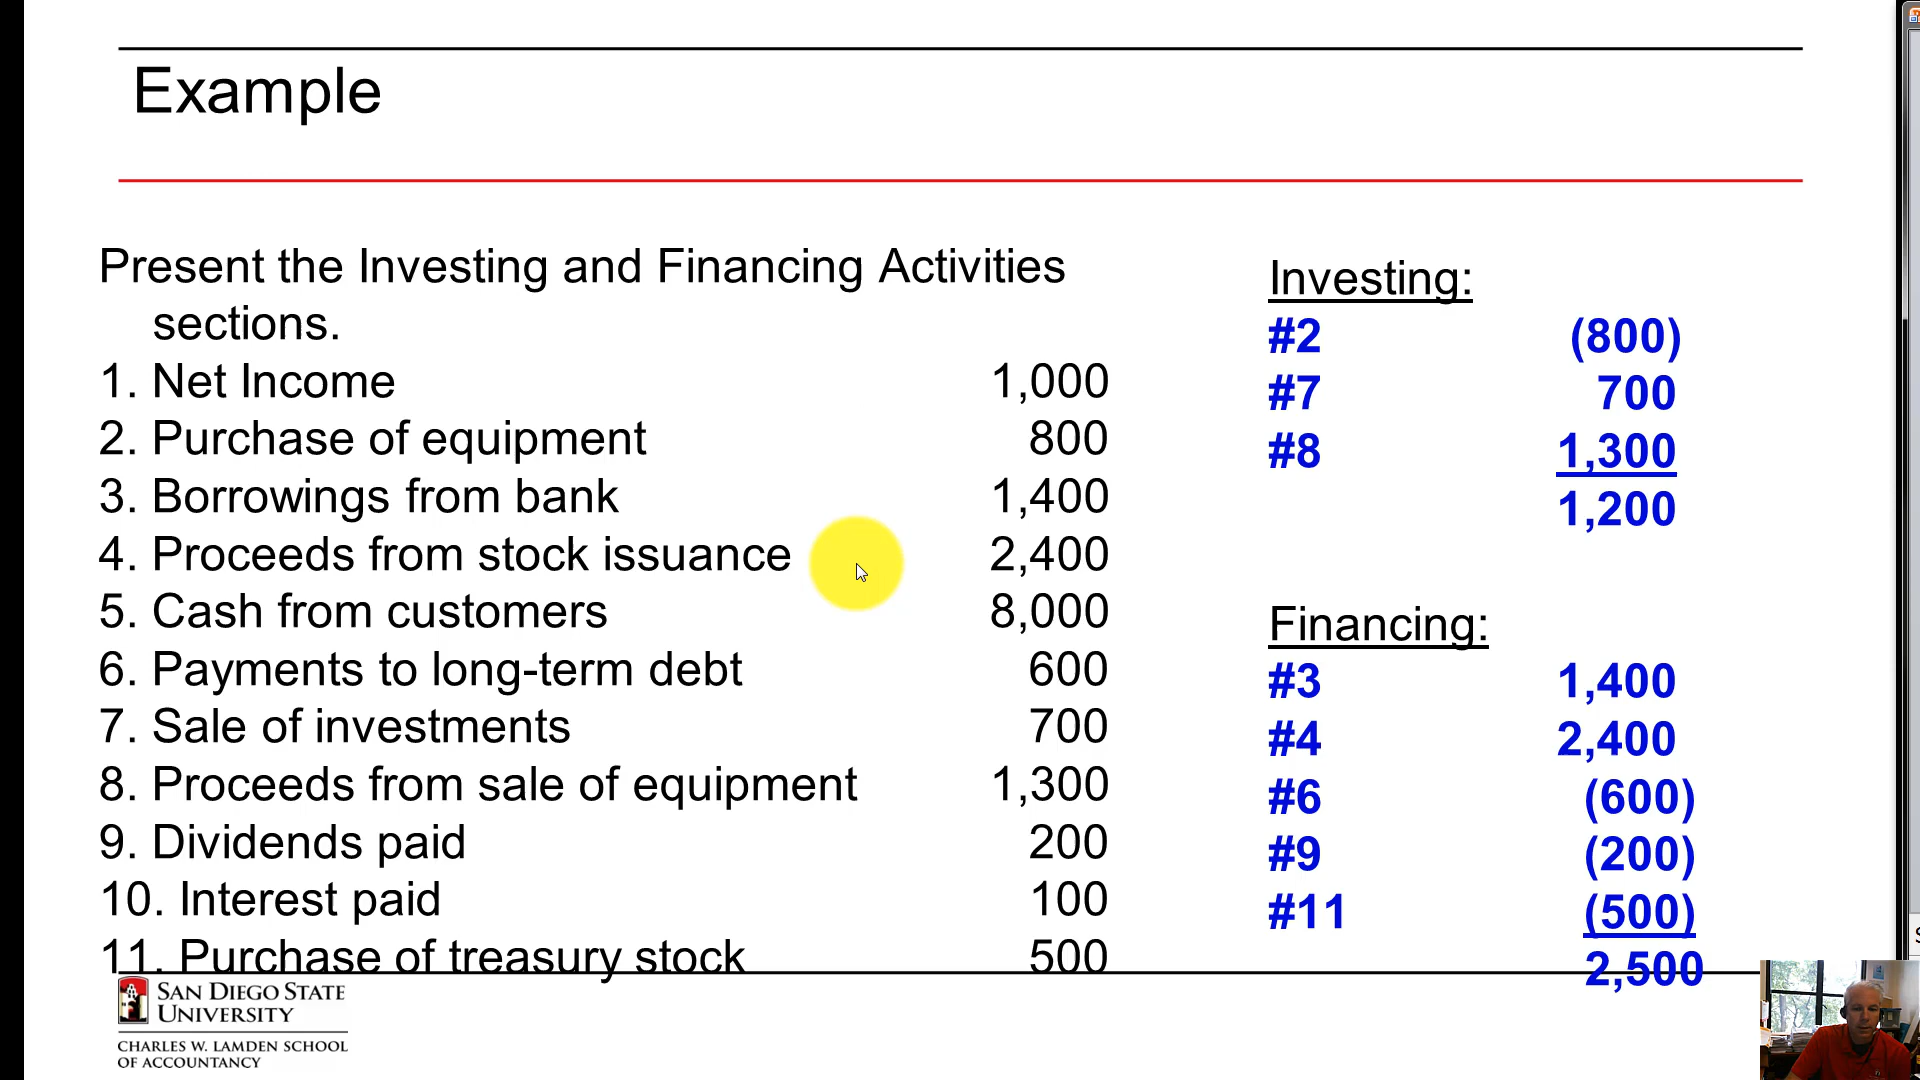 Example
Present the Investing and Financing Activities
sections.
1. Net Income 1,000
2. Purchase of equipment 800
3. Borrowings from bank 1,400
4. Proceeds from stock issuance 2,400
5. Cash from customers 8,000
6. Payments to long-term debt 600
7. Sale of investments 700
8. Proceeds from sale of equipment 1,300
9. Dividends paid 200
10. Interest paid 100
11. Purchase of treasury stock 500
Investing:
#2 (800)
#7 700
#8 1,300
1,200
Financing:
#3 1,400
#4 2,400
#6 (600)
#9 (200)
#11 (500)
2,500
SAN DIEGO STATE
UNIVERSITY
CHARLES W. LAMDEN SCHOOL
OF ACCOUNTANCY